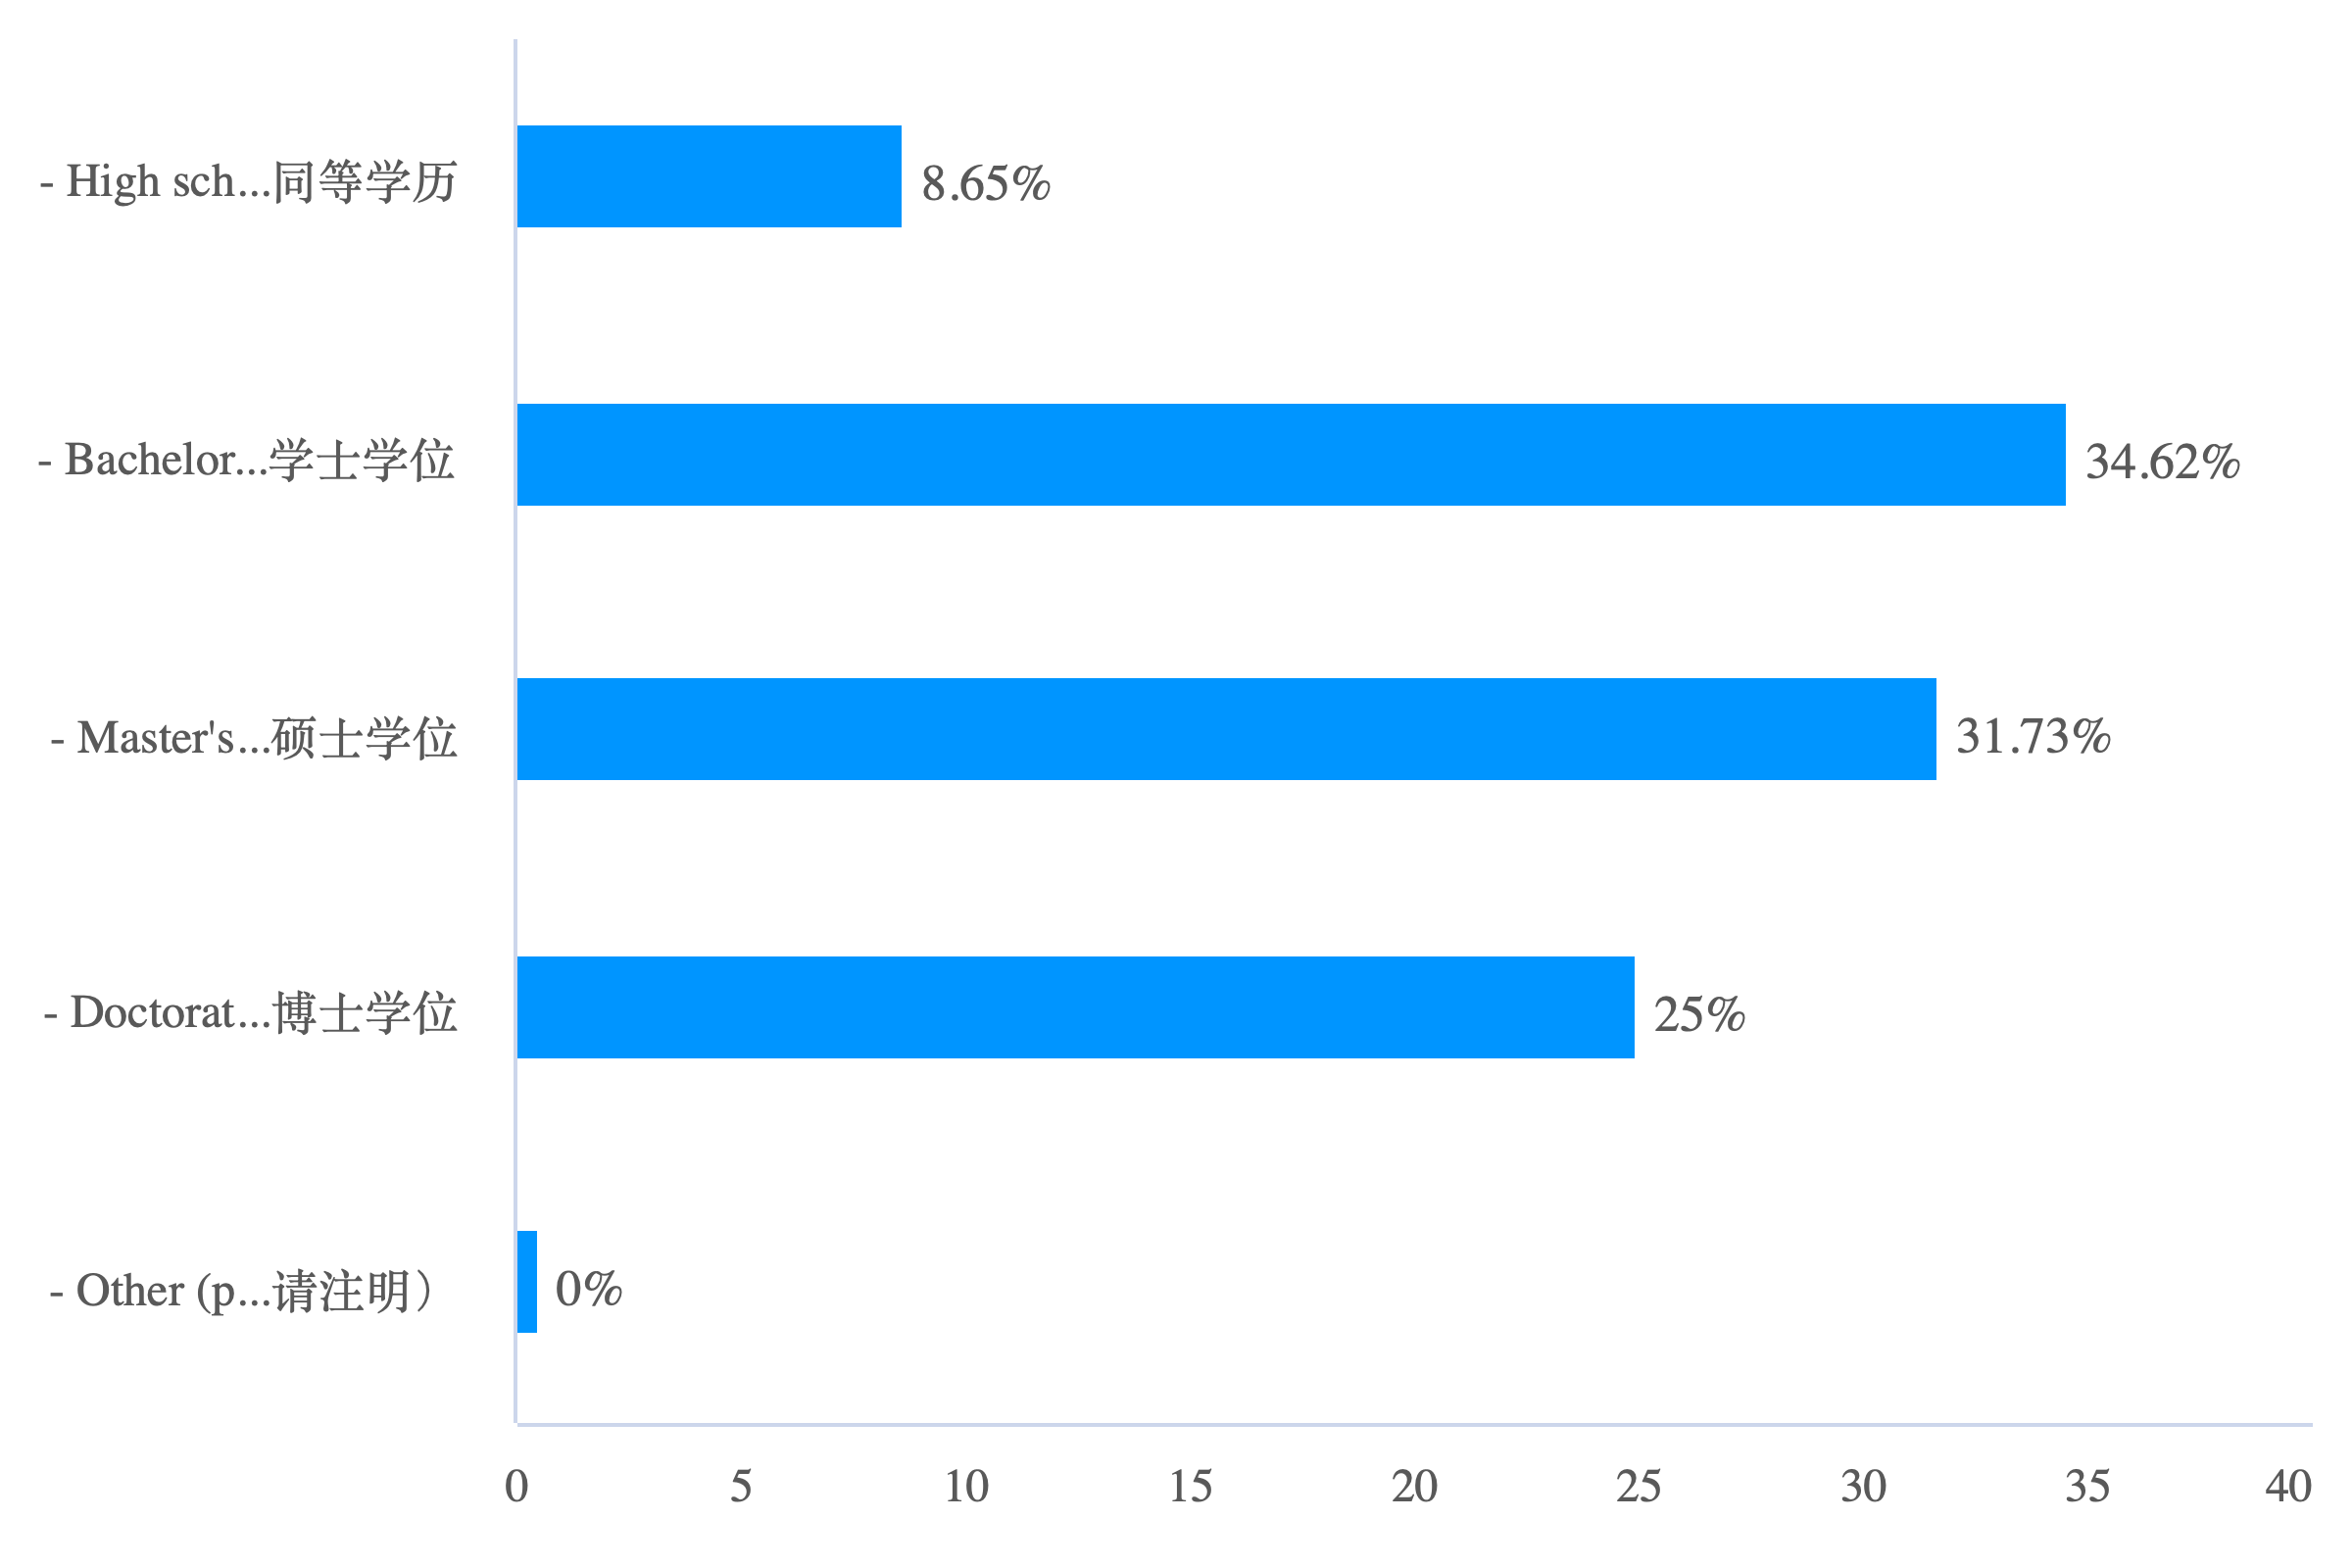 - High sch...同等学历
8.65%
- Bachelor...学士学位
34.62%
- Master's...硕士学位
31.73%
- Doctorat...博士学位
25%
- Other (p...请注明）
0%
0 5 10 15 20 25 30 35 40